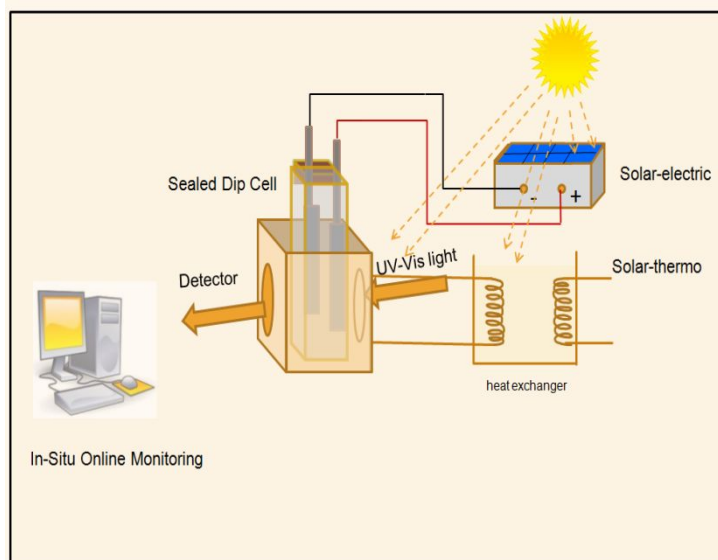 Sealed Dip Cell
Solar-electric
- +
UV-Vis light
Detector
Solar-thermo
heat exchanger
In-Situ Online Monitoring